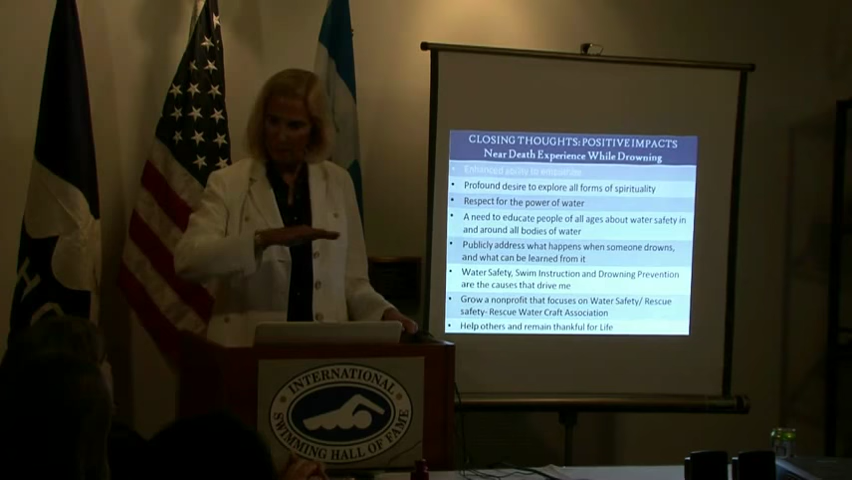 CLOSING THOUGHTS: POSITIVE IMPACTS
Near Death Experience While Drowning
• Enhanced ability to empathize
• Profound desire to explore all forms of spirituality
• Respect for the power of water
• A need to educate people of all ages about water safety in
and around all bodies of water
• Publicly address what happens when someone drowns,
and what can be learned from it
• Water Safety, Swim Instruction and Drowning Prevention
are the causes that drive me
• Grow a nonprofit that focuses on Water Safety/ Rescue
safety- Rescue Water Craft Association
• Help others and remain thankful for Life
INTERNATIONAL
SWIMMING HALL OF FAME